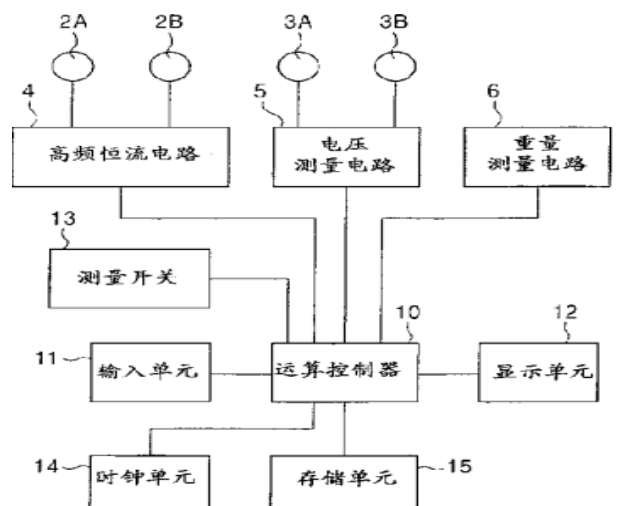 2A 2B 3A 3B
4 5 6
高频恒流电路
电压
测量电路
重量
测量电路
13
测量开关
10 12
11 输入单元
运算控制器
显示单元
14 时钟单元
存储单元 15